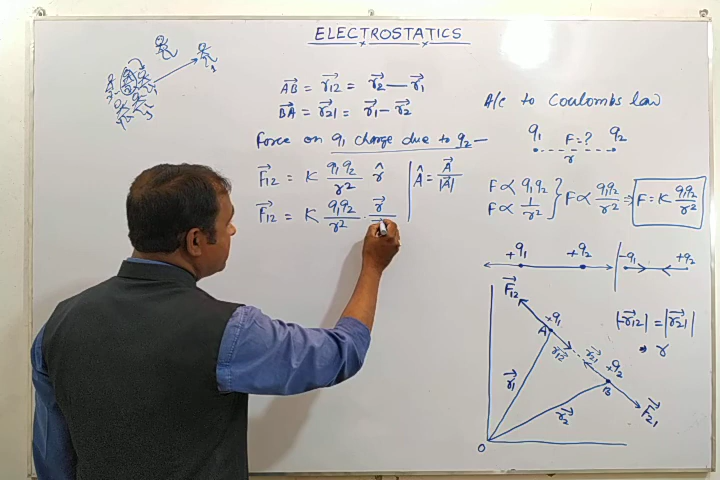 ELECTROSTATICS
AB⃗ = r₁₂⃗ = r₂⃗ — r₁⃗
BA⃗ = r₂₁⃗ = r₁⃗ - r₂⃗
Force on q₁ charge due to q₂ —
F₁₂⃗ = K q₁q₂/r² · r̂
Â = A⃗/|A⃗|
F₁₂⃗ = K q₁q₂/r² · r⃗
A/c to Coulombs law
q₁ F=? q₂
r
F ∝ q₁q₂
F ∝ 1/r²
} F ∝ q₁q₂/r² ⇒ F = K q₁q₂/r²
+q₁ +q₂ -q₁ +q₂
F₁₂⃗
+q₁
A
r₁₂⃗ r₂₁⃗
+q₂
B
r₁⃗ r₂⃗
F₂₁⃗
O
|-r₁₂⃗| = |r₂₁⃗|
⇒ r